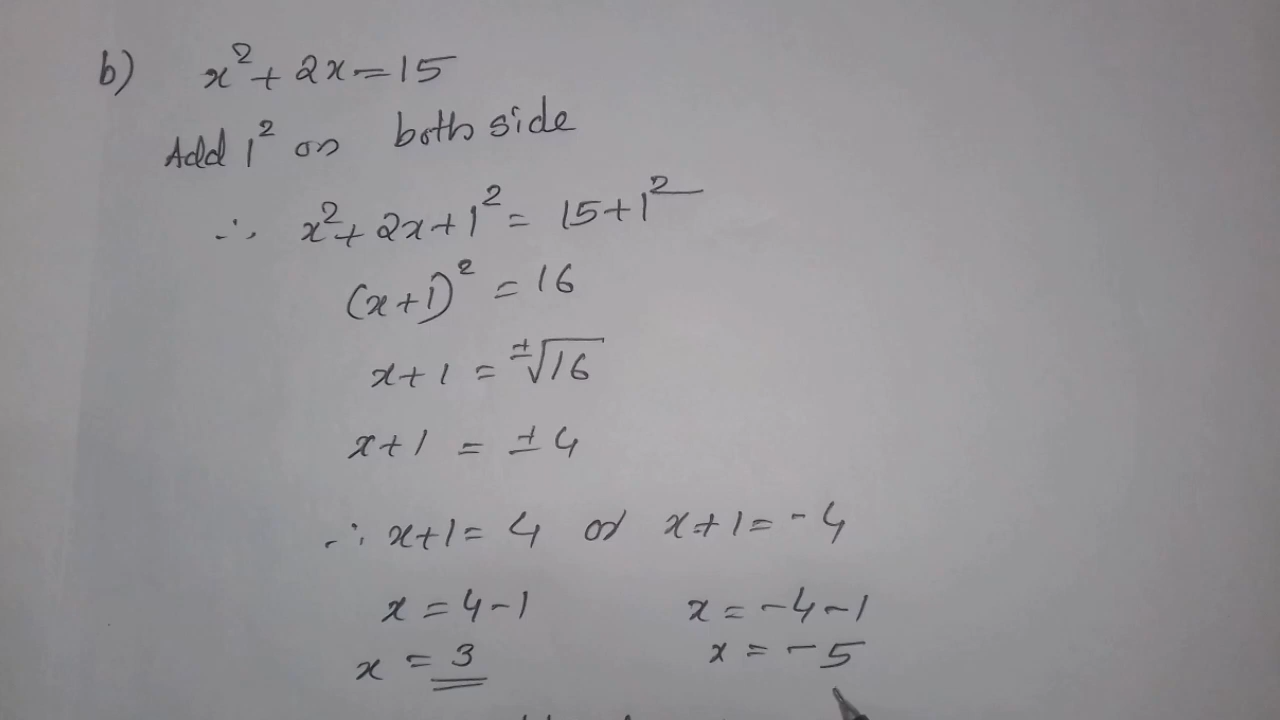 b) x² + 2x = 15
Add 1² on both side
∴ x² + 2x + 1² = 15 + 1²
(x + 1)² = 16
x + 1 = ±√16
x + 1 = ± 4
∴ x + 1 = 4 or x + 1 = - 4
x = 4 - 1 x = - 4 - 1
x = 3 x = - 5